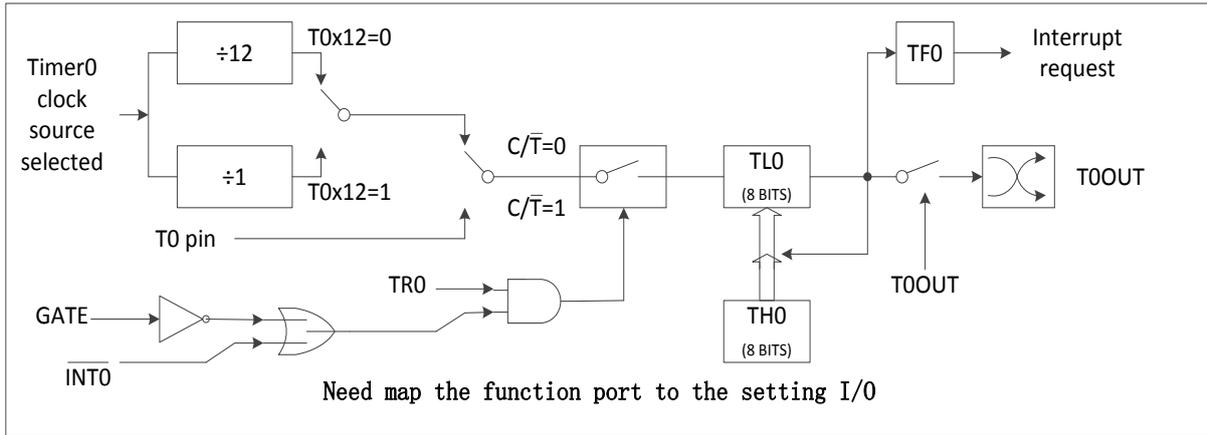 Timer0
clock
source
selected
÷12
T0x12=0
÷1
T0x12=1
T0 pin
C/T̅=0
C/T̅=1
TR0
GATE
I̅N̅T̅0̅
TL0
(8 BITS)
TH0
(8 BITS)
TF0
Interrupt
request
T0OUT
T0OUT
Need map the function port to the setting I/O